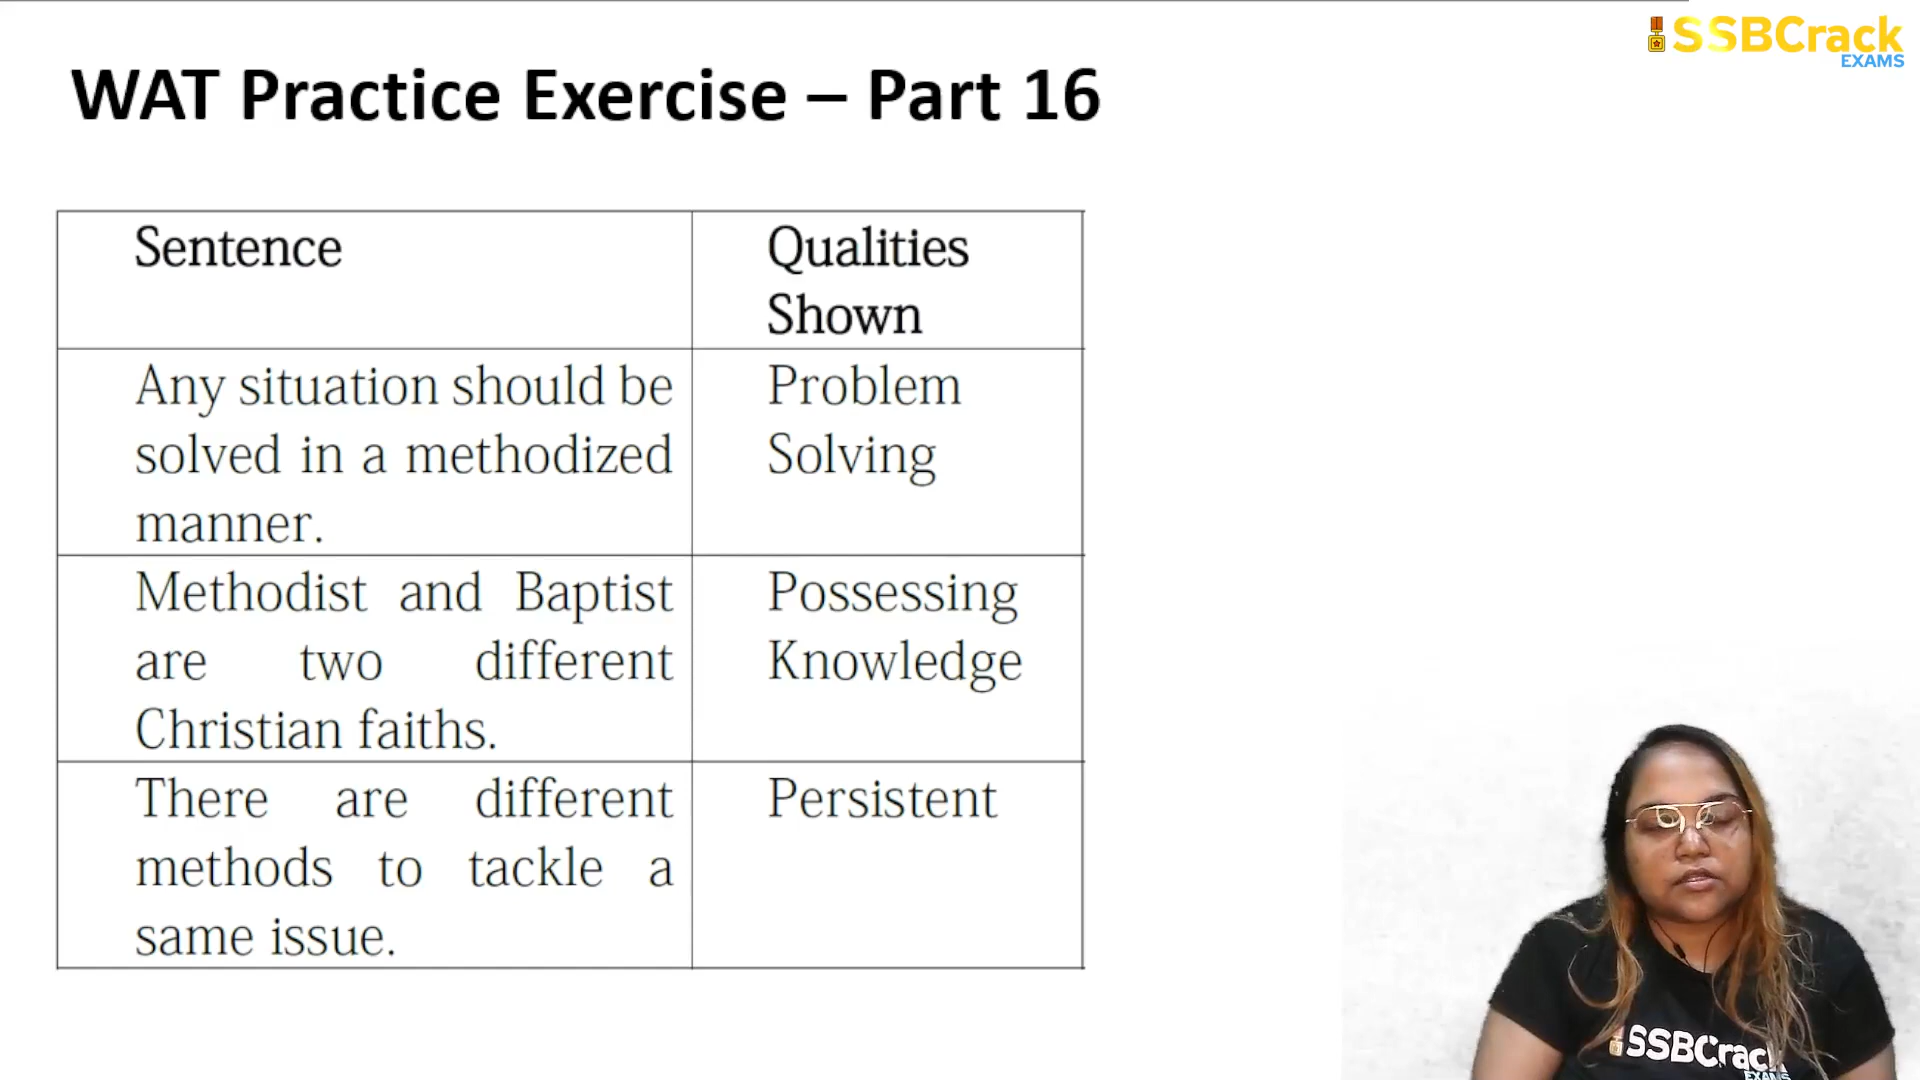 SSBCrack
EXAMS
WAT Practice Exercise – Part 16
Sentence
Qualities
Shown
Any situation should be
solved in a methodized
manner.
Problem
Solving
Methodist and Baptist
are two different
Christian faiths.
Possessing
Knowledge
There are different
methods to tackle a
same issue.
Persistent
SSBCrack
EXAMS